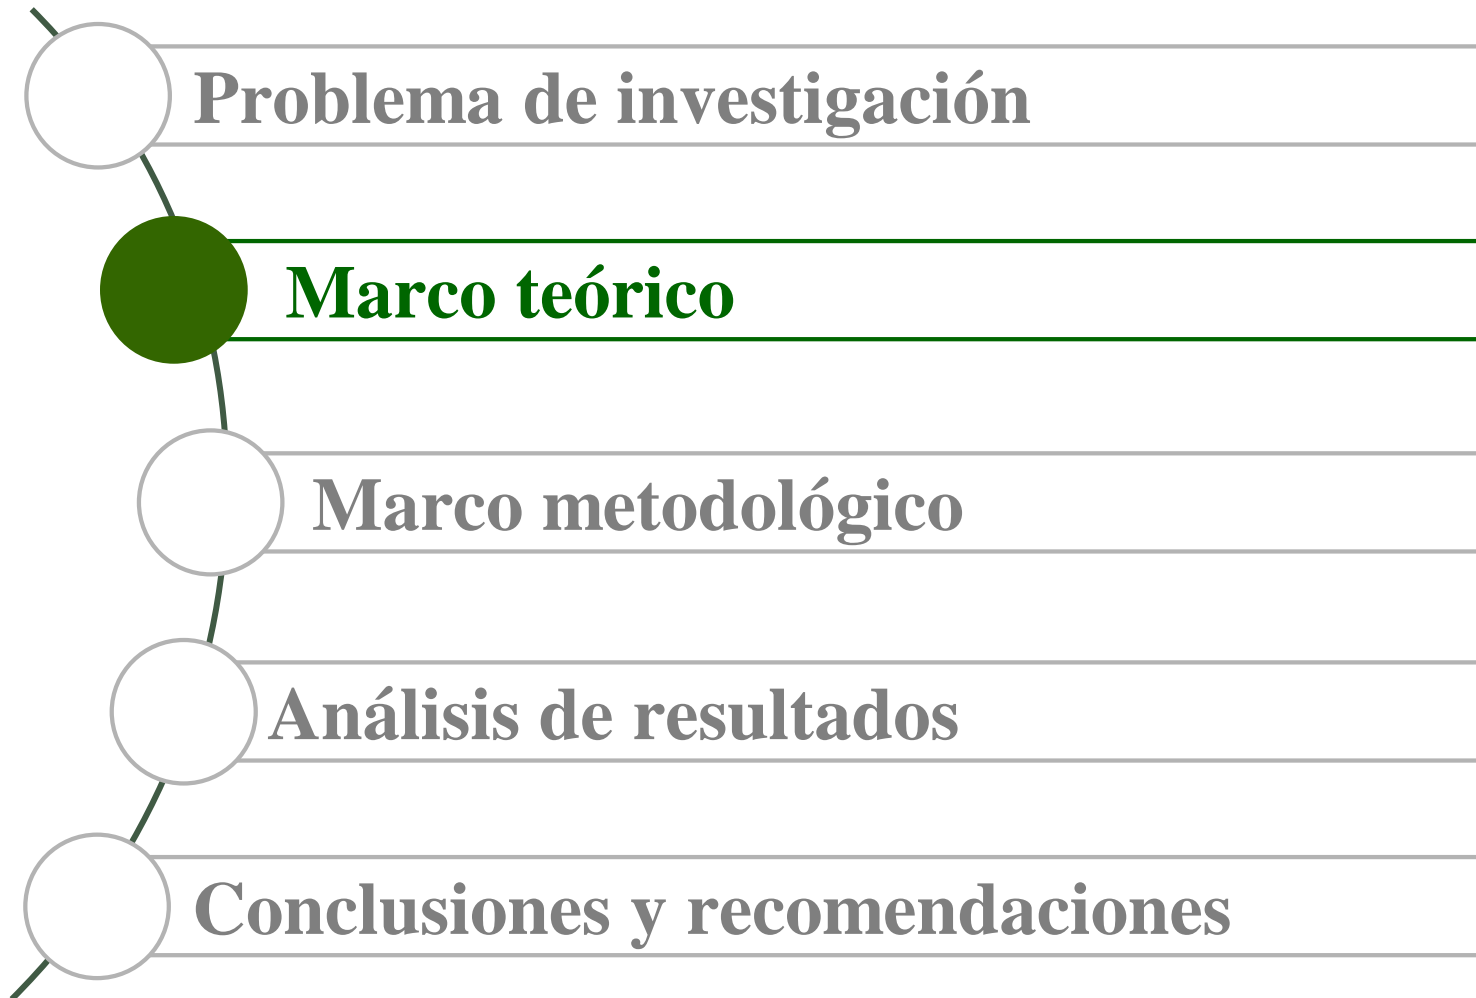 Problema de investigación
Marco teórico
Marco metodológico
Análisis de resultados
Conclusiones y recomendaciones